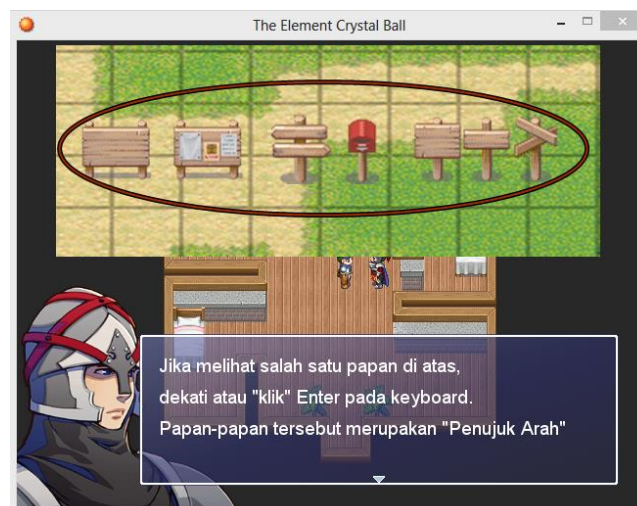 The Element Crystal Ball
Jika melihat salah satu papan di atas,
dekati atau "klik" Enter pada keyboard.
Papan-papan tersebut merupakan "Penujuk Arah"